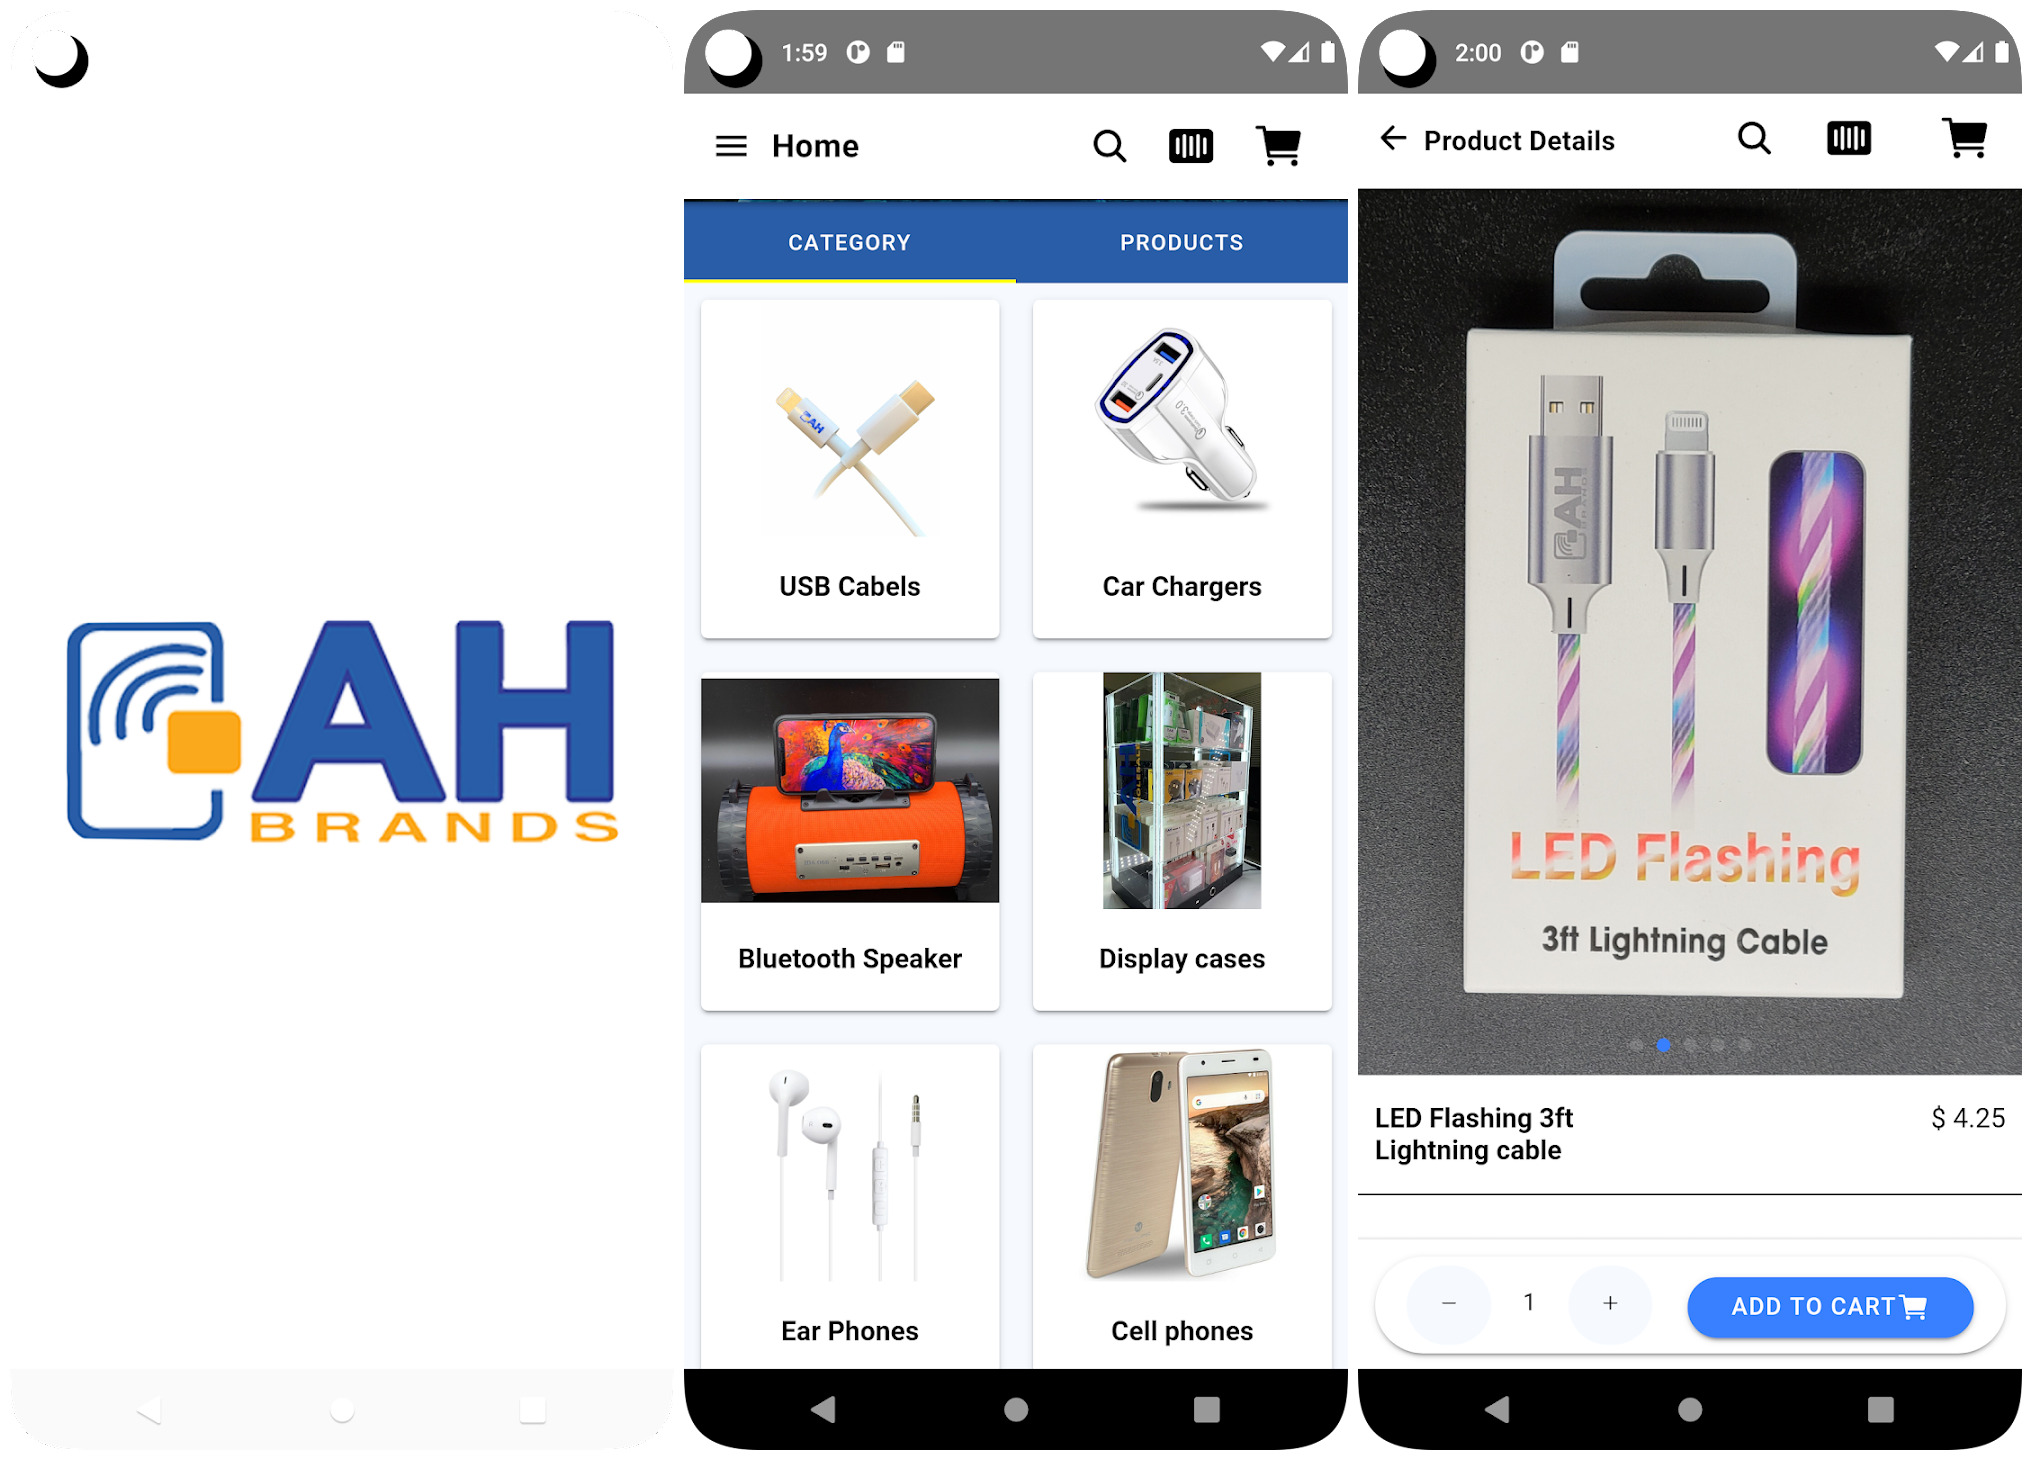 AH
BRANDS
1:59
Home
CATEGORY
PRODUCTS
AH
USB Cabels
Car Chargers
Bluetooth Speaker
Display cases
Ear Phones
Cell phones
2:00
Product Details
AH
BRANDS
LED Flashing
3ft Lightning Cable
LED Flashing 3ft
Lightning cable
$ 4.25
1
ADD TO CART